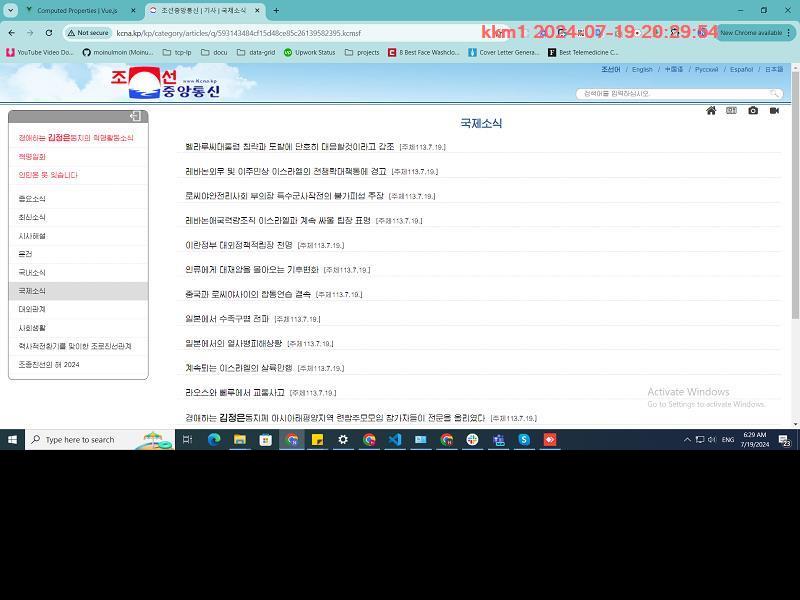 Computed Properties | Vue.js
조선중앙통신 | 기사 | 국제소식
Not secure
kcna.kp/kp/category/articles/q/593143484cf15d48ce85c26139582395.kcmsf
kkm1 2024-07-19-20:29:54
New Chrome available
YouTube Video Do...
moinulmoin (Moinu...
tcp-lp
docu
data-grid
Upwork Status
projects
8 Best Face Washclo...
Cover Letter Genera...
Best Telemedicine C...
조선
www.kcna.kp
중앙통신
조선어 / English / 中国语 / Русский / Español / 日本語
검색어를 입력하십시오.
경애하는 김정은동지의 혁명활동소식
혁명일화
인민은 못 잊습니다
중요소식
최신소식
시사해설
문건
국내소식
국제소식
대외관계
사회생활
력사적전환기를 맞이한 조로친선관계
조중친선의 해 2024
국제소식
벨라루씨대통령 침략과 도발에 단호히 대응할것이라고 강조 [주체113.7.19.]
레바논외무 및 이주민상 이스라엘의 전쟁확대책동에 경고 [주체113.7.19.]
로씨야안전리사회 부의장 특수군사작전의 불가피성 주장 [주체113.7.19.]
레바논애국력량조직 이스라엘과 계속 싸울 립장 표명 [주체113.7.19.]
이란정부 대외정책적립장 천명 [주체113.7.19.]
인류에게 대재앙을 몰아오는 기후변화 [주체113.7.19.]
중국과 로씨야사이의 합동연습 결속 [주체113.7.19.]
일본에서 수족구병 전파 [주체113.7.19.]
일본에서의 열사병피해상황 [주체113.7.19.]
계속되는 이스라엘의 살륙만행 [주체113.7.19.]
라오스와 뻬루에서 교통사고 [주체113.7.19.]
경애하는 김정은동지께 아시아태평양지역 련합추모모임 참가자들이 전문을 올리였다 [주체113.7.19.]
Activate Windows
Go to Settings to activate Windows.
Type here to search
ENG
6:29 AM
7/19/2024
23